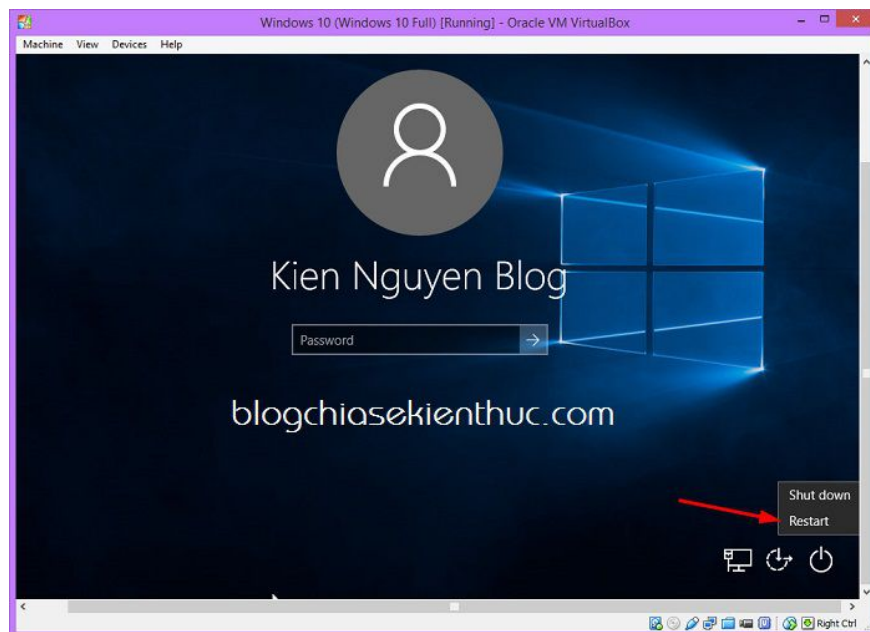 Windows 10 (Windows 10 Full) [Running] - Oracle VM VirtualBox
Machine View Devices Help
Kien Nguyen Blog
Password
blogchiasekienthuc.com
Shut down
Restart
Right Ctrl